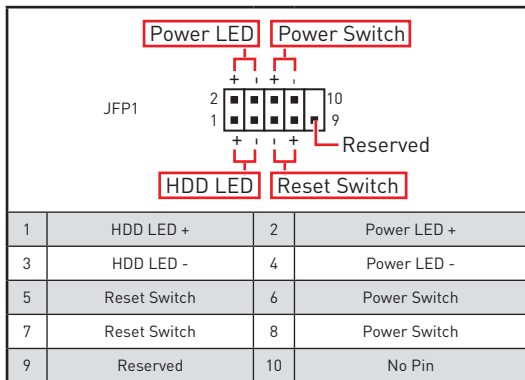 Power LED Power Switch
+ - + -
JFP1
2 10
1 9
+ - - +
Reserved
HDD LED Reset Switch
1 HDD LED + 2 Power LED +
3 HDD LED - 4 Power LED -
5 Reset Switch 6 Power Switch
7 Reset Switch 8 Power Switch
9 Reserved 10 No Pin